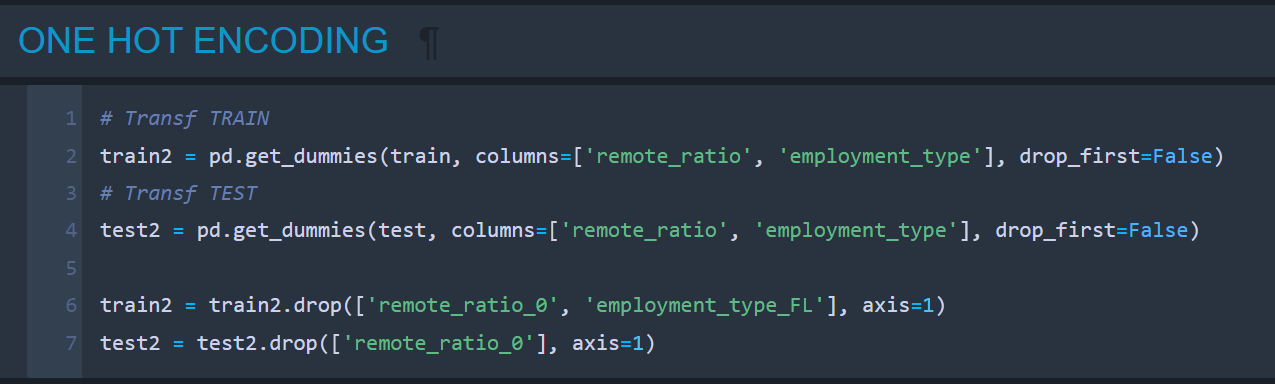 ONE HOT ENCODING ¶
1 # Transf TRAIN
2 train2 = pd.get_dummies(train, columns=['remote_ratio', 'employment_type'], drop_first=False)
3 # Transf TEST
4 test2 = pd.get_dummies(test, columns=['remote_ratio', 'employment_type'], drop_first=False)
5
6 train2 = train2.drop(['remote_ratio_0', 'employment_type_FL'], axis=1)
7 test2 = test2.drop(['remote_ratio_0'], axis=1)